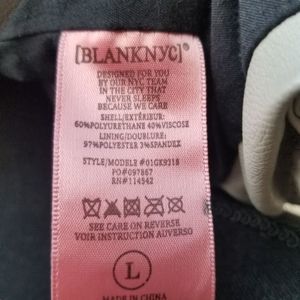 [BLANKNYC]®
DESIGNED FOR YOU
BY OUR NYC TEAM
IN THE CITY THAT
NEVER SLEEPS
BECAUSE WE CARE
SHELL/EXTÉRIEUR:
60%POLYURETHANE 40%VISCOSE
LINING/DOUBLURE:
97%POLYESTER 3%SPANDEX
STYLE/MODELE #01GK9318
PO#097867
RN#114542
SEE CARE ON REVERSE
VOIR INSTRUCTION AUVERSO
L
MADE IN CHINA